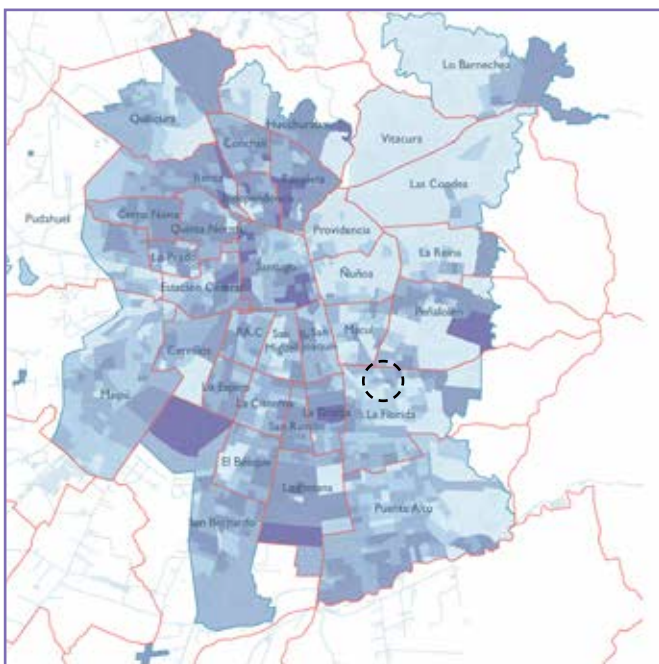 Lo Barnechea
Quilicura
Huechuraba
Conchalí
Vitacura
Renca
Recoleta
Independencia
Las Condes
Pudahuel
Cerro Navia
Quinta Normal
Providencia
Lo Prado
Santiago
La Reina
Ñuñoa
Estación Central
Peñalolén
P.A.C
San
Miguel
San
Joaquín
Macul
Cerrillos
Maipú
Lo Espejo
La Cisterna
La Granja
La Florida
San Ramón
El Bosque
La Pintana
Puente Alto
San Bernardo